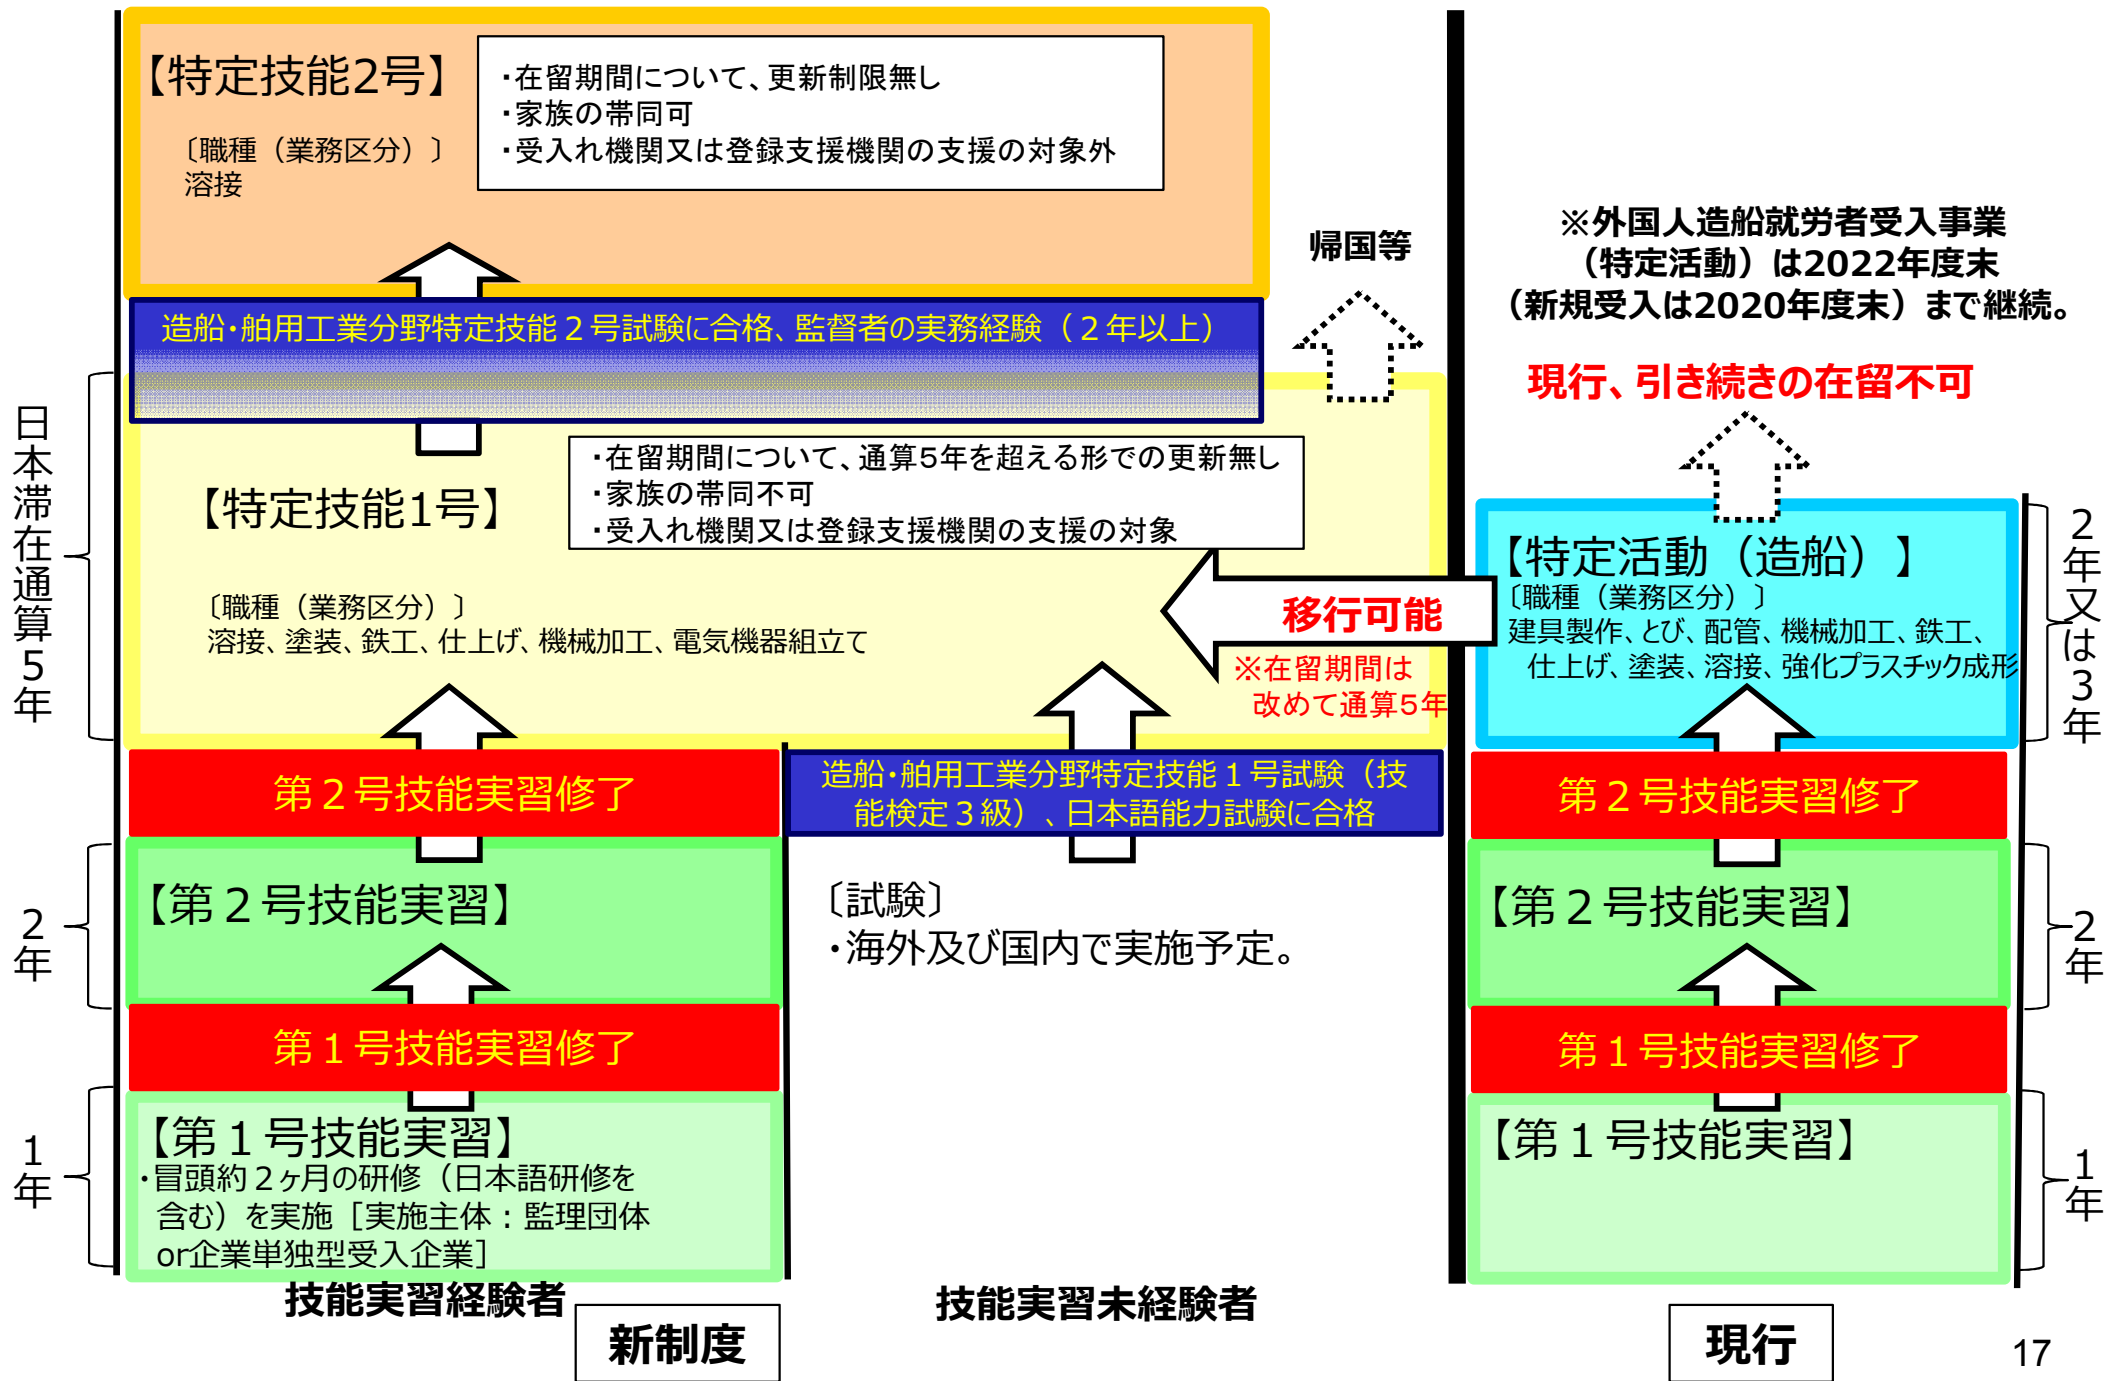 【特定技能2号】
〔職種（業務区分）〕
溶接
・在留期間について、更新制限無し
・家族の帯同可
・受入れ機関又は登録支援機関の支援の対象外
造船・舶用工業分野特定技能２号試験に合格、監督者の実務経験（２年以上）
帰国等
日本滞在通算5年
【特定技能1号】
・在留期間について、通算5年を超える形での更新無し
・家族の帯同不可
・受入れ機関又は登録支援機関の支援の対象
〔職種（業務区分）〕
溶接、塗装、鉄工、仕上げ、機械加工、電気機器組立て
移行可能
※在留期間は
改めて通算5年
第２号技能実習修了
造船・舶用工業分野特定技能１号試験（技
能検定３級）、日本語能力試験に合格
2年
【第２号技能実習】
〔試験〕
・海外及び国内で実施予定。
第１号技能実習修了
1年
【第１号技能実習】
・冒頭約２ヶ月の研修（日本語研修を
含む）を実施［実施主体：監理団体
or企業単独型受入企業］
技能実習経験者
技能実習未経験者
新制度
※外国人造船就労者受入事業
（特定活動）は2022年度末
（新規受入は2020年度末）まで継続。
現行、引き続きの在留不可
【特定活動（造船）】
〔職種（業務区分）〕
建具製作、とび、配管、機械加工、鉄工、
仕上げ、塗装、溶接、強化プラスチック成形
2年又は3年
第２号技能実習修了
【第２号技能実習】
2年
第１号技能実習修了
【第１号技能実習】
1年
現行
17